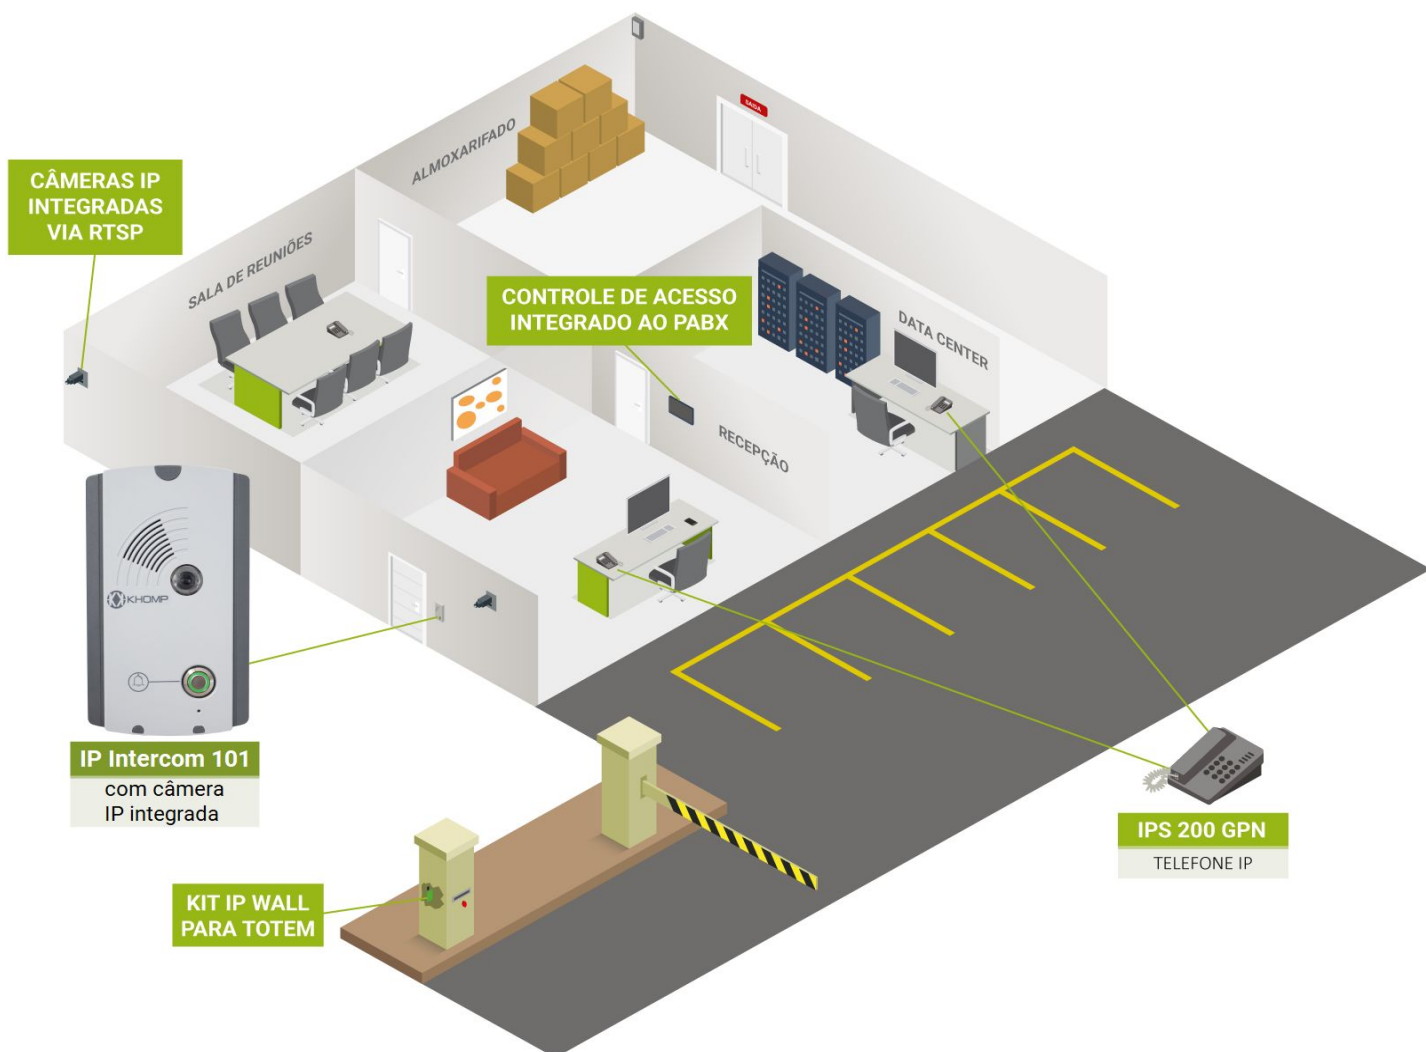 SAIDA
ALMOXARIFADO
CÂMERAS IP
INTEGRADAS
VIA RTSP
SALA DE REUNIÕES
CONTROLE DE ACESSO
INTEGRADO AO PABX
DATA CENTER
RECEPÇÃO
KHOMP
IP Intercom 101
com câmera
IP integrada
IPS 200 GPN
TELEFONE IP
KIT IP WALL
PARA TOTEM